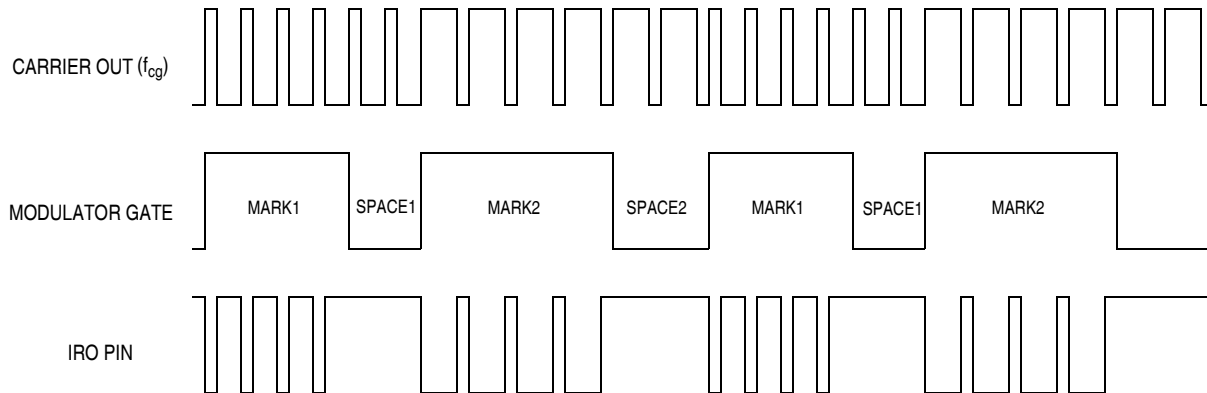 CARRIER OUT (fcg)
MODULATOR GATE
MARK1
SPACE1
MARK2
SPACE2
MARK1
SPACE1
MARK2
IRO PIN